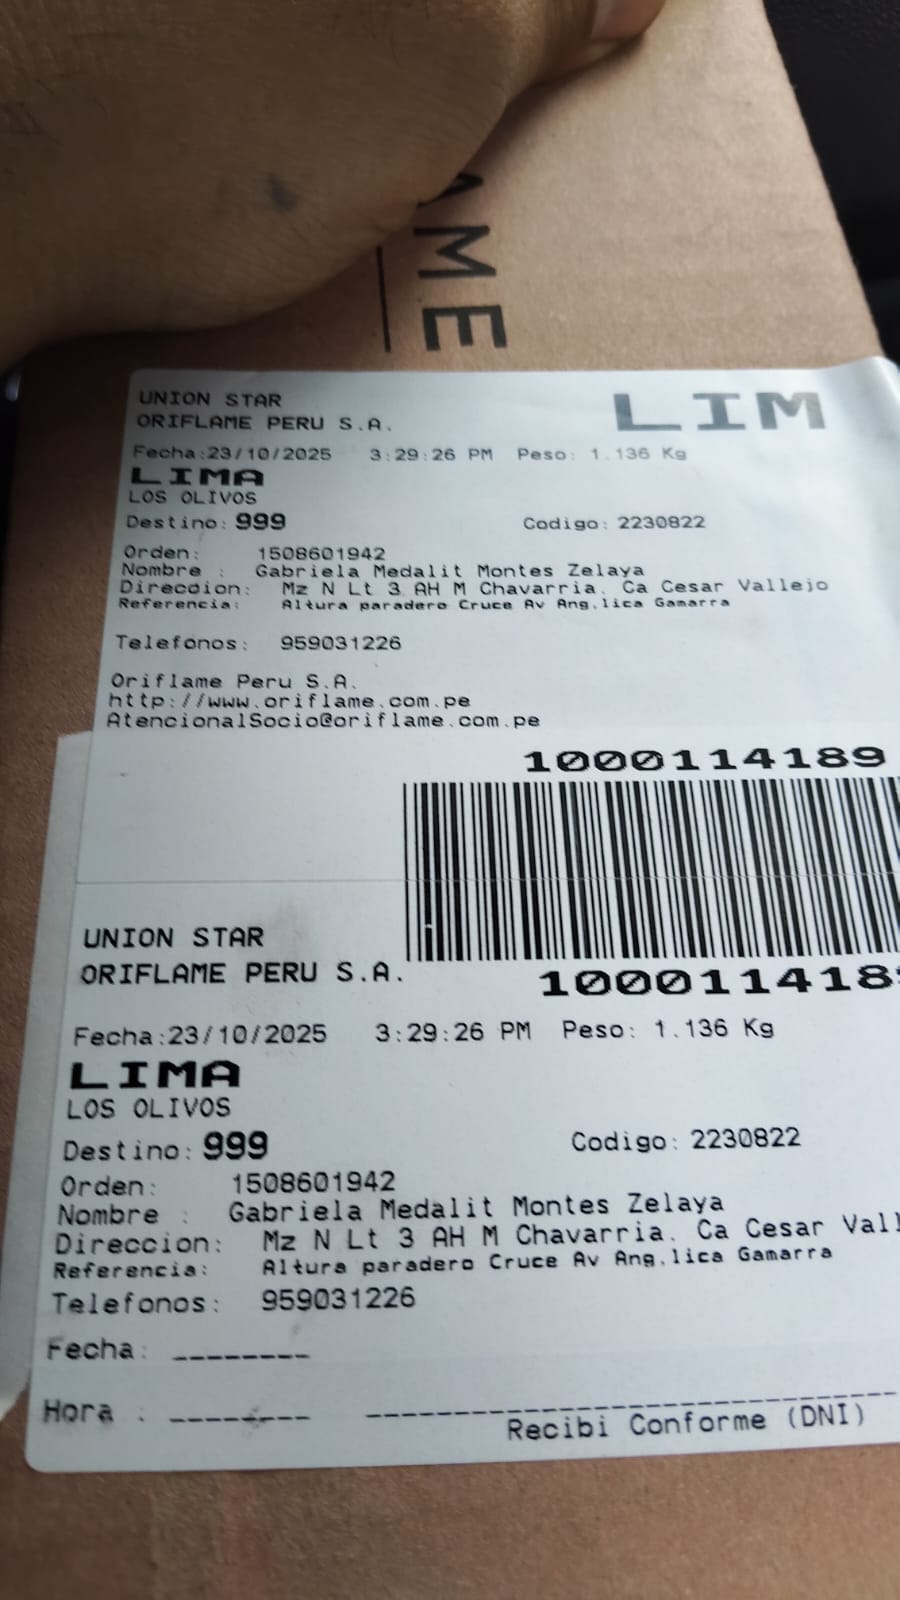 AME
UNION STAR
ORIFLAME PERU S.A.
LIM
Fecha:23/10/2025 3:29:26 PM Peso: 1.136 Kg
LIMA
LOS OLIVOS
Destino: 999 Codigo: 2230822
Orden: 1508601942
Nombre : Gabriela Medalit Montes Zelaya
Direccion: Mz N Lt 3 AH M Chavarria. Ca Cesar Vallejo
Referencia: Altura paradero Cruce Av Ang.lica Gamarra
Telefonos: 959031226
Oriflame Peru S.A.
http://www.oriflame.com.pe
AtencionalSocio@oriflame.com.pe
1000114189
UNION STAR
ORIFLAME PERU S.A.
100011418
Fecha:23/10/2025 3:29:26 PM Peso: 1.136 Kg
LIMA
LOS OLIVOS
Destino: 999 Codigo: 2230822
Orden: 1508601942
Nombre : Gabriela Medalit Montes Zelaya
Direccion: Mz N Lt 3 AH M Chavarria. Ca Cesar Vall
Referencia: Altura paradero Cruce Av Ang.lica Gamarra
Telefonos: 959031226
Fecha: ________
Hora : ________
Recibi Conforme (DNI)